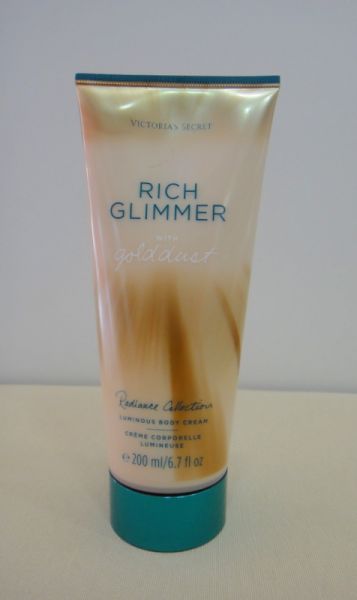 VICTORIA'S SECRET
RICH
GLIMMER
WITH
golddust
Radiance Collection
LUMINOUS BODY CREAM
CRÈME CORPORELLE
LUMINEUSE
e 200 ml/6.7 fl oz